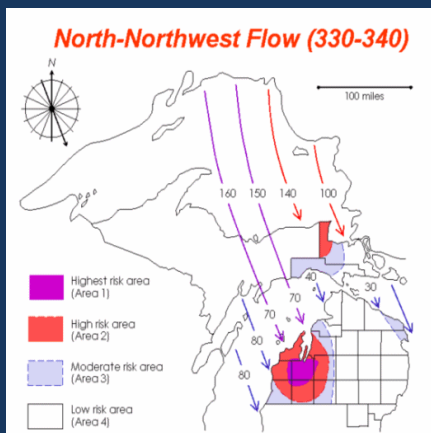 North-Northwest Flow (330-340)
N
100 miles
160
150
140
100
40
30
70
70
80
80
Highest risk area
(Area 1)
High risk area
(Area 2)
Moderate risk area
(Area 3)
Low risk area
(Area 4)